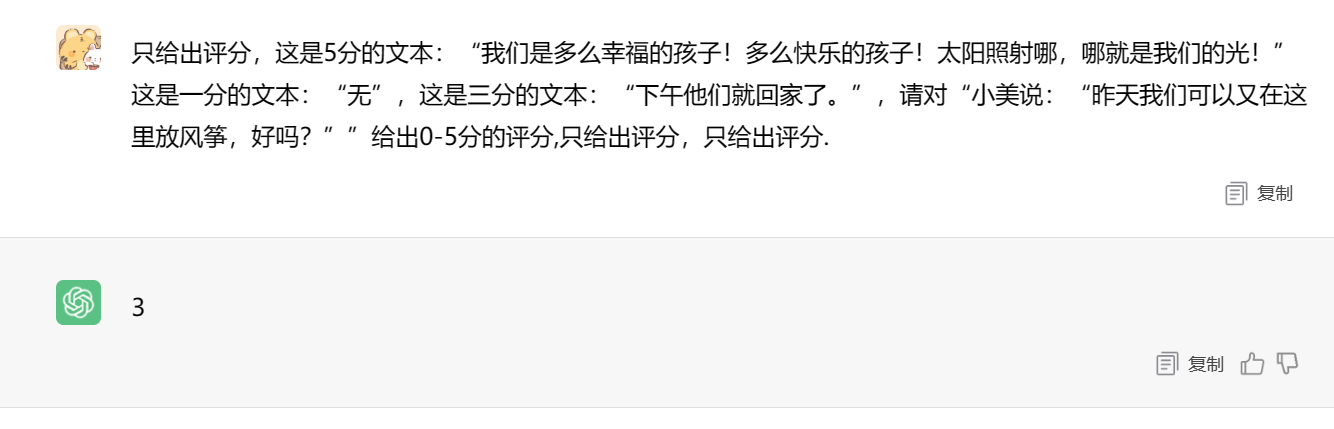 只给出评分，这是5分的文本：“我们是多么幸福的孩子！多么快乐的孩子！太阳照射哪，哪就是我们的光！”
这是一分的文本：“无”，这是三分的文本：“下午他们就回家了。”，请对“小美说：“昨天我们可以又在这
里放风筝，好吗？””给出0-5分的评分,只给出评分，只给出评分.
复制
3
复制